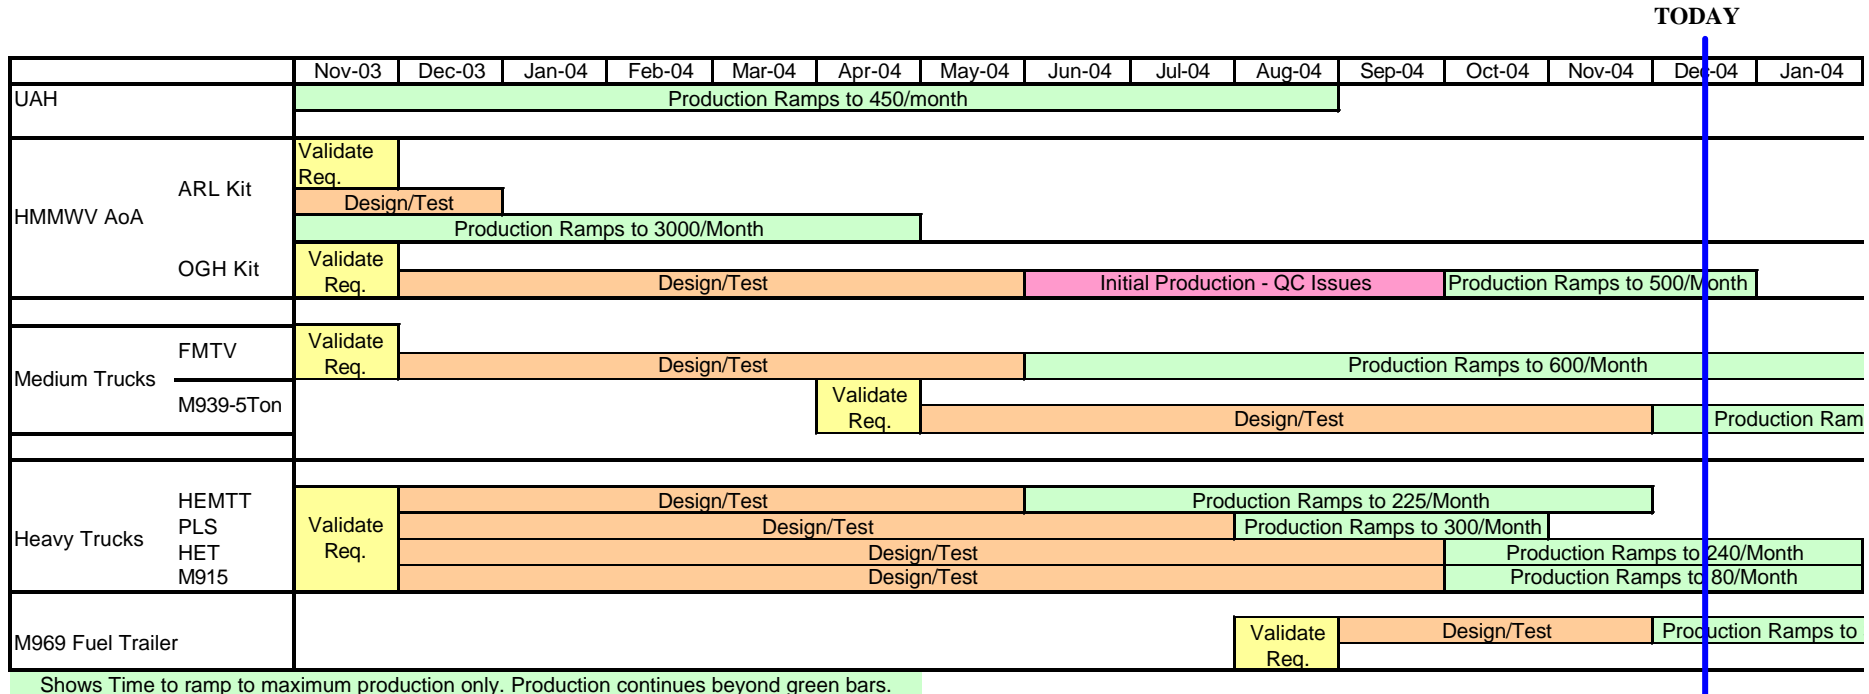 TODAY
Nov-03 Dec-03 Jan-04 Feb-04 Mar-04 Apr-04 May-04 Jun-04 Jul-04 Aug-04 Sep-04 Oct-04 Nov-04 Dec-04 Jan-04
UAH Production Ramps to 450/month
HMMWV AoA
ARL Kit
Validate
Req.
Design/Test
Production Ramps to 3000/Month
OGH Kit
Validate
Req.
Design/Test Initial Production - QC Issues Production Ramps to 500/Month
Medium Trucks
FMTV
Validate
Req.
Design/Test Production Ramps to 600/Month
M939-5Ton
Validate
Req.
Design/Test Production Ram
Heavy Trucks
Validate
Req.
HEMTT Design/Test Production Ramps to 225/Month
PLS Design/Test Production Ramps to 300/Month
HET Design/Test Production Ramps to 240/Month
M915 Design/Test Production Ramps to 80/Month
M969 Fuel Trailer
Validate
Req.
Design/Test Production Ramps to
Shows Time to ramp to maximum production only. Production continues beyond green bars.